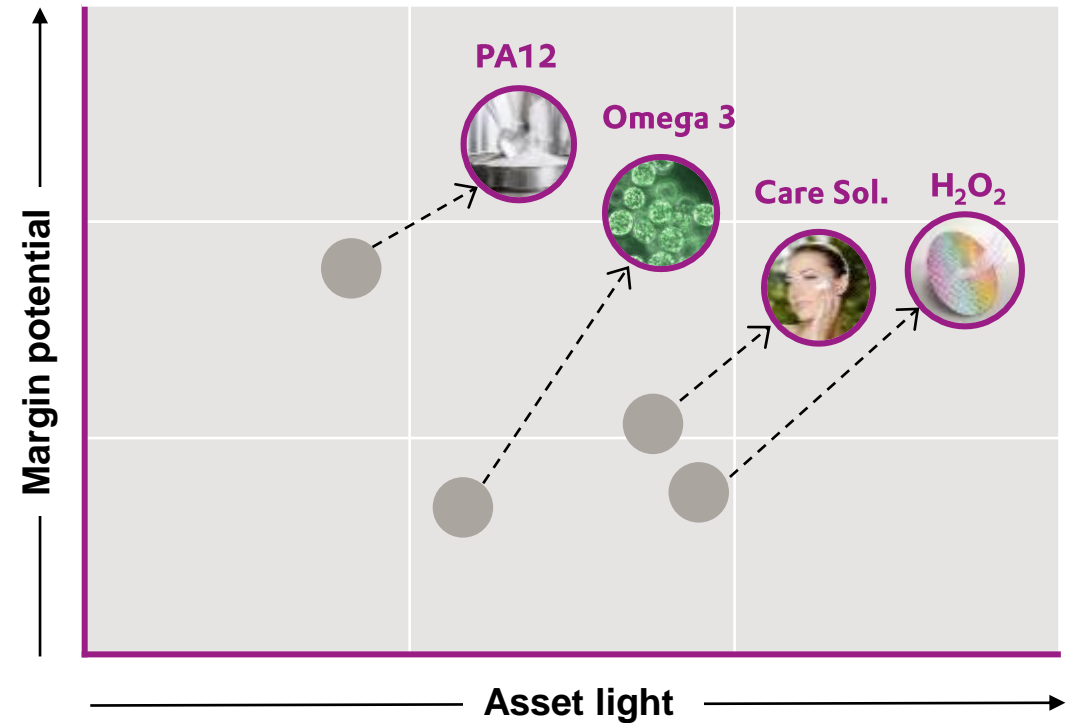 PA12
Omega 3
Care Sol.
H₂O₂
Margin potential
Asset light